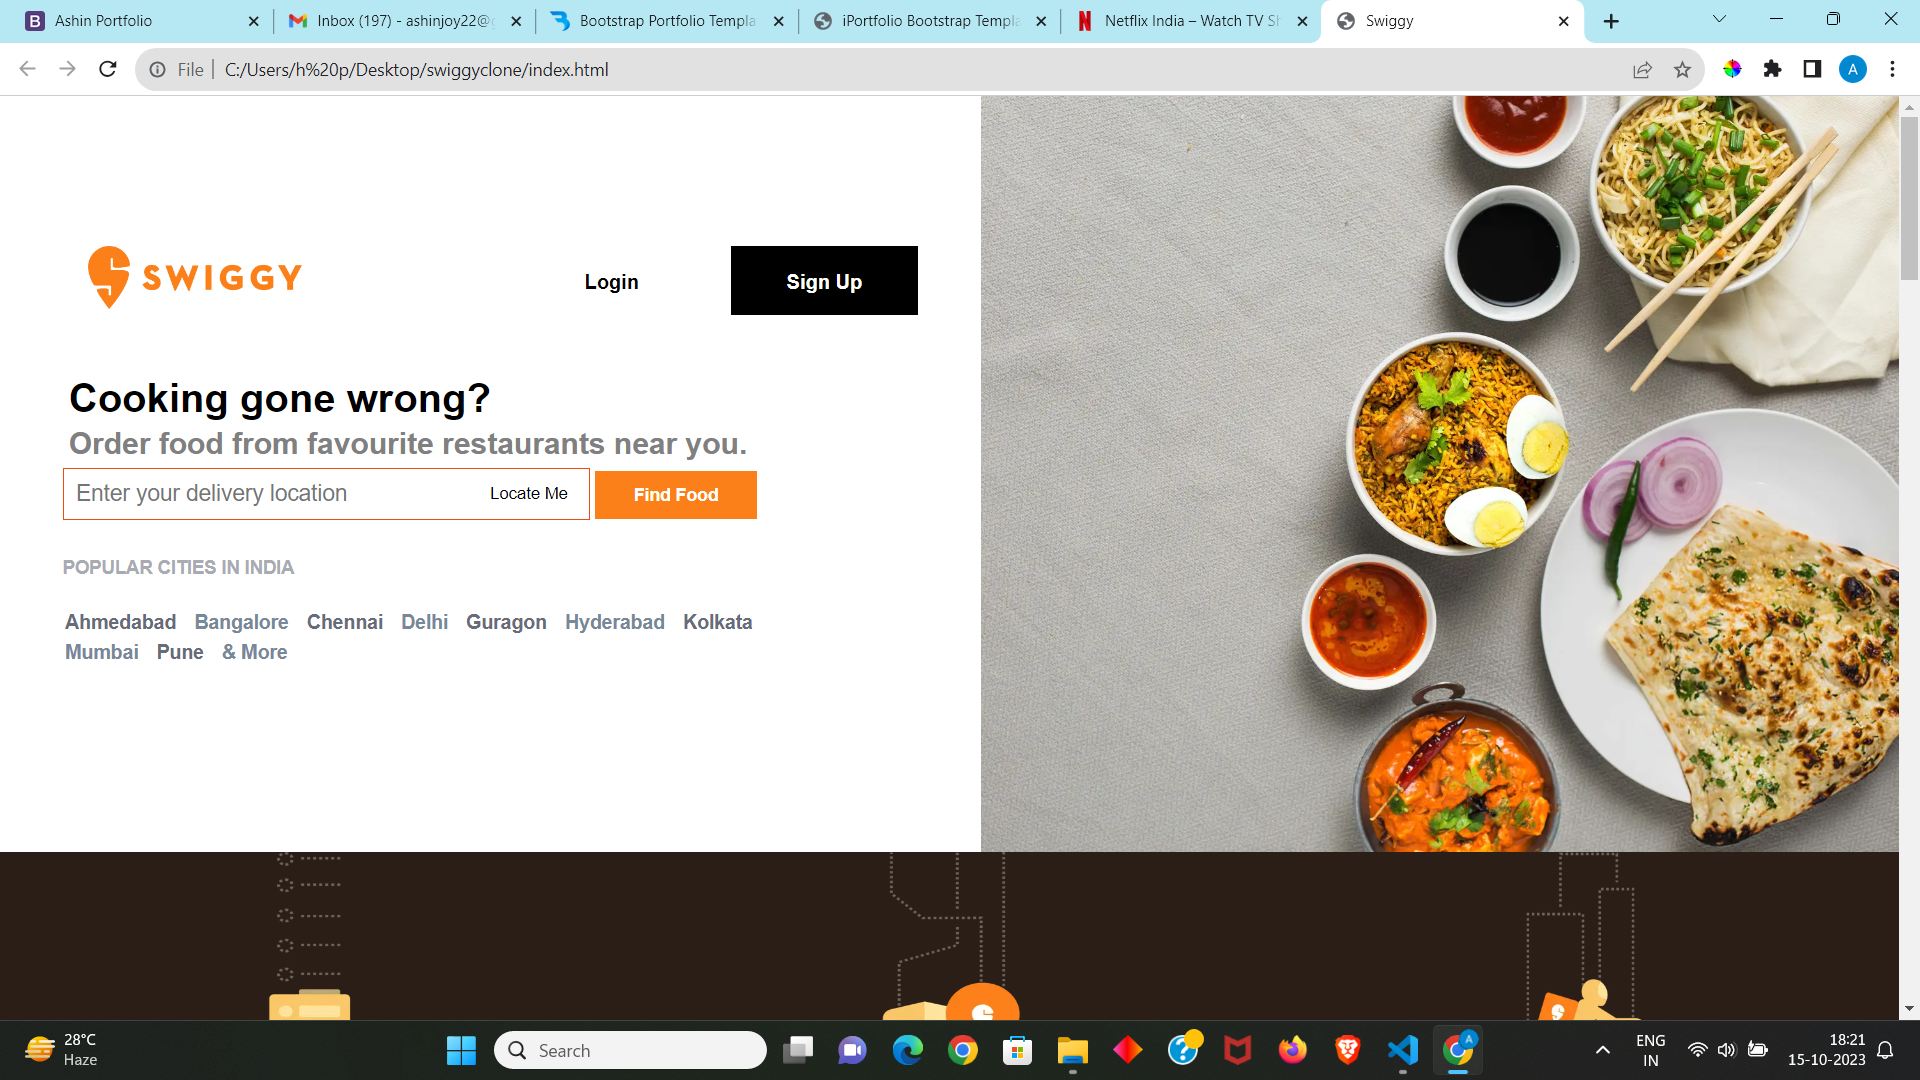 Ashin Portfolio
Inbox (197) - ashinjoy22@g
Bootstrap Portfolio Templa
iPortfolio Bootstrap Templa
Netflix India – Watch TV Sh
Swiggy
File
C:/Users/h%20p/Desktop/swiggyclone/index.html
A
SWIGGY
Login
Sign Up
Cooking gone wrong?
Order food from favourite restaurants near you.
Enter your delivery location
Locate Me
Find Food
POPULAR CITIES IN INDIA
Ahmedabad Bangalore Chennai Delhi Guragon Hyderabad Kolkata
Mumbai Pune & More
28°C
Haze
Search
A
ENG
IN
18:21
15-10-2023